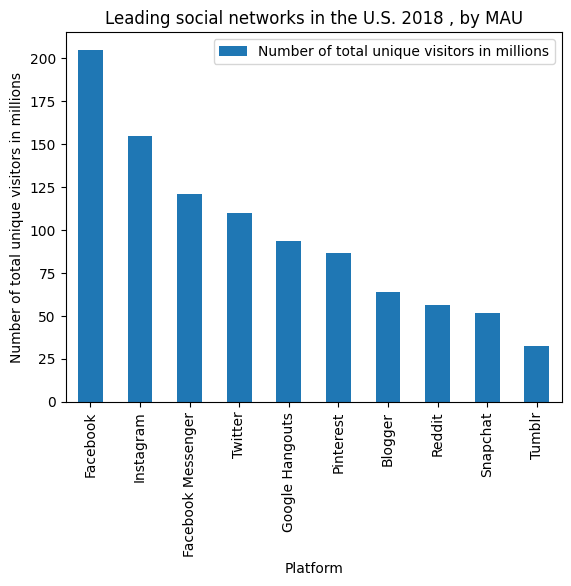 Leading social networks in the U.S. 2018 , by MAU
Number of total unique visitors in millions
Number of total unique visitors in millions
200
175
150
125
100
75
50
25
0
Facebook
Instagram
Facebook Messenger
Twitter
Google Hangouts
Pinterest
Blogger
Reddit
Snapchat
Tumblr
Platform